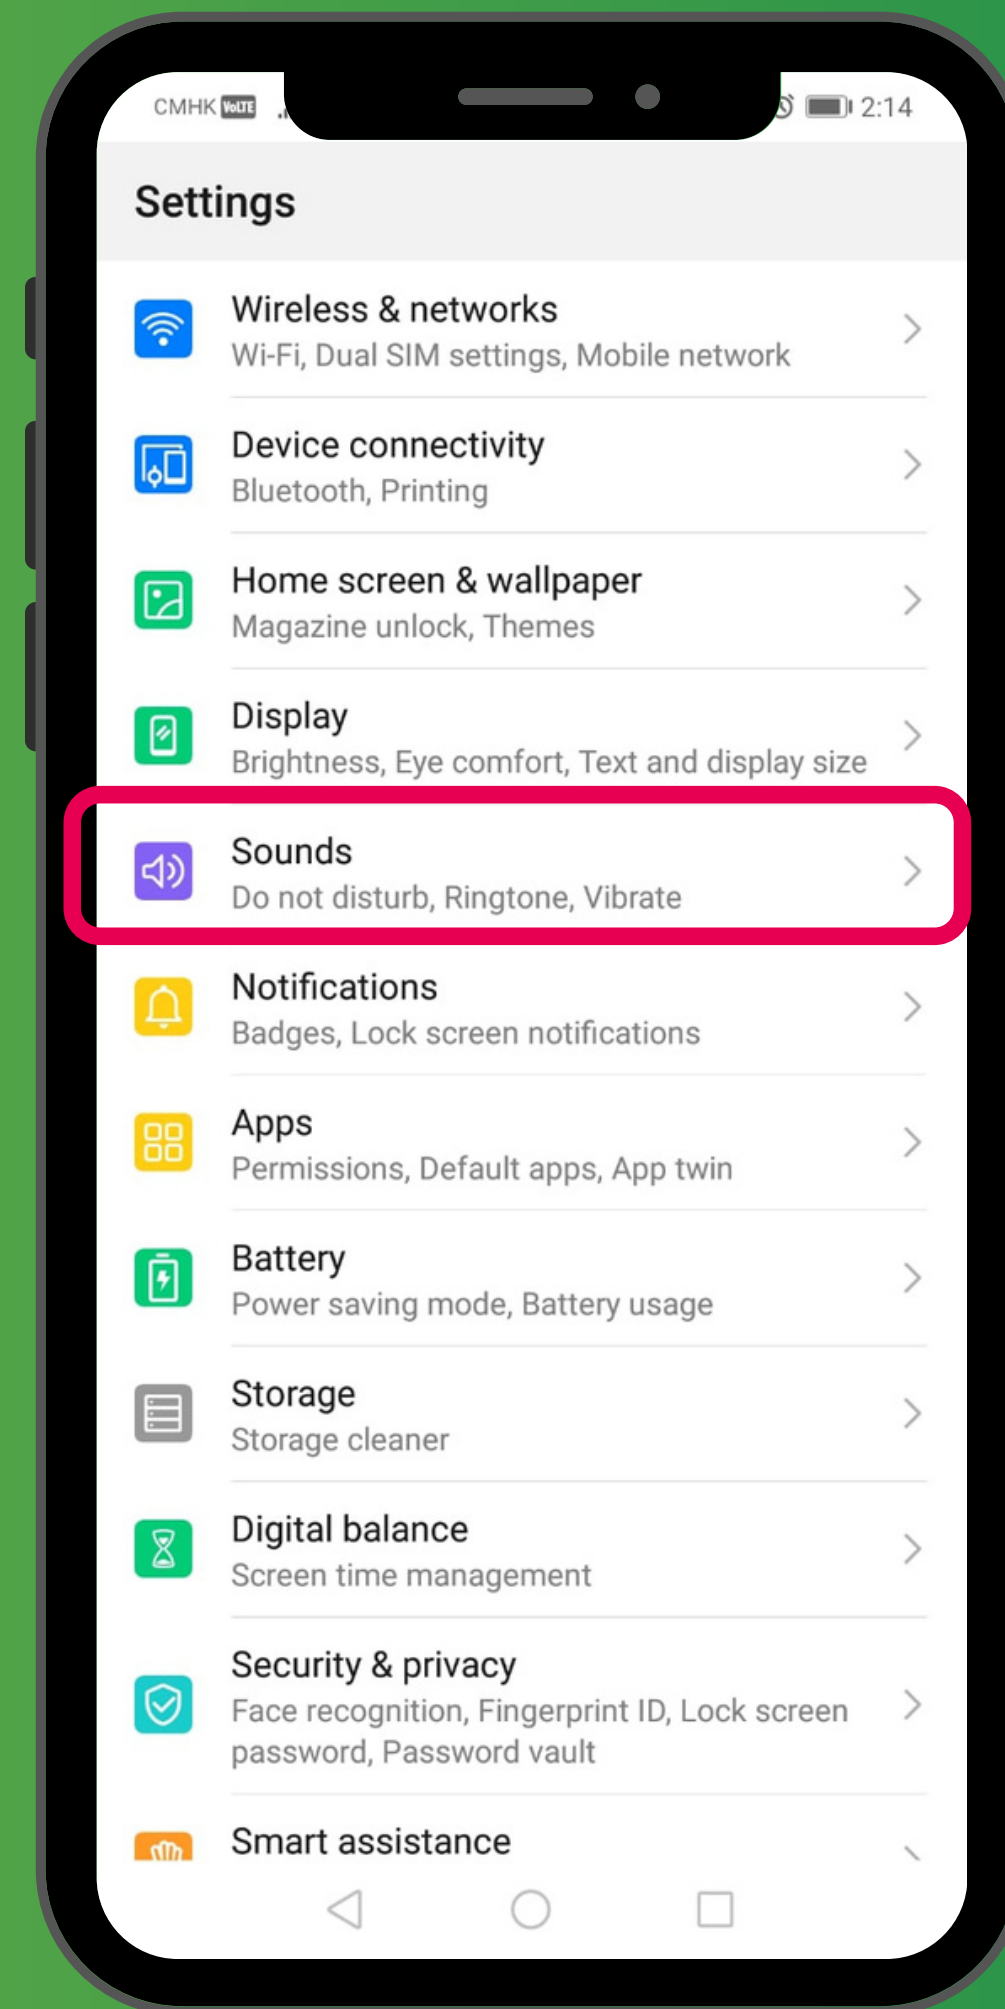 CMHK VoLTE 2:14
Settings
Wireless & networks
Wi-Fi, Dual SIM settings, Mobile network
Device connectivity
Bluetooth, Printing
Home screen & wallpaper
Magazine unlock, Themes
Display
Brightness, Eye comfort, Text and display size
Sounds
Do not disturb, Ringtone, Vibrate
Notifications
Badges, Lock screen notifications
Apps
Permissions, Default apps, App twin
Battery
Power saving mode, Battery usage
Storage
Storage cleaner
Digital balance
Screen time management
Security & privacy
Face recognition, Fingerprint ID, Lock screen
password, Password vault
Smart assistance